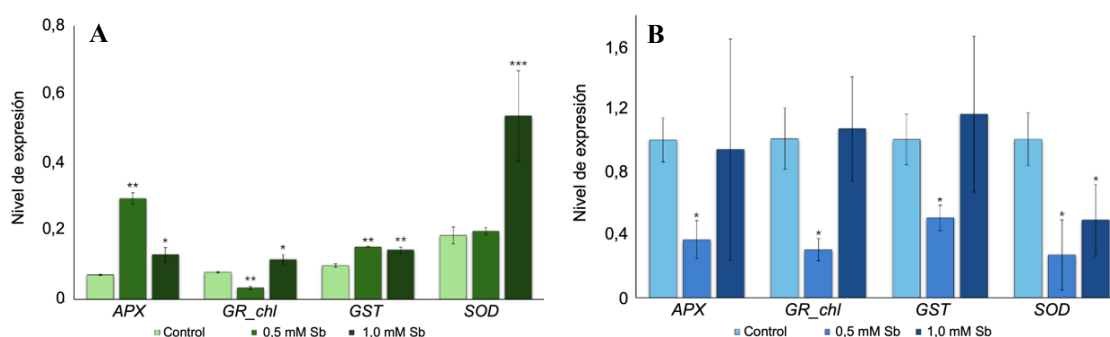 A
Nivel de expresión
0,8
0,6
0,4
0,2
0
** * ** * ** ** ***
APX GR_chl GST SOD
Control 0,5 mM Sb 1,0 mM Sb
B
Nivel de expresión
1,6
1,2
0,8
0,4
0
* * * * *
APX GR_chl GST SOD
Control 0,5 mM Sb 1,0 mM Sb